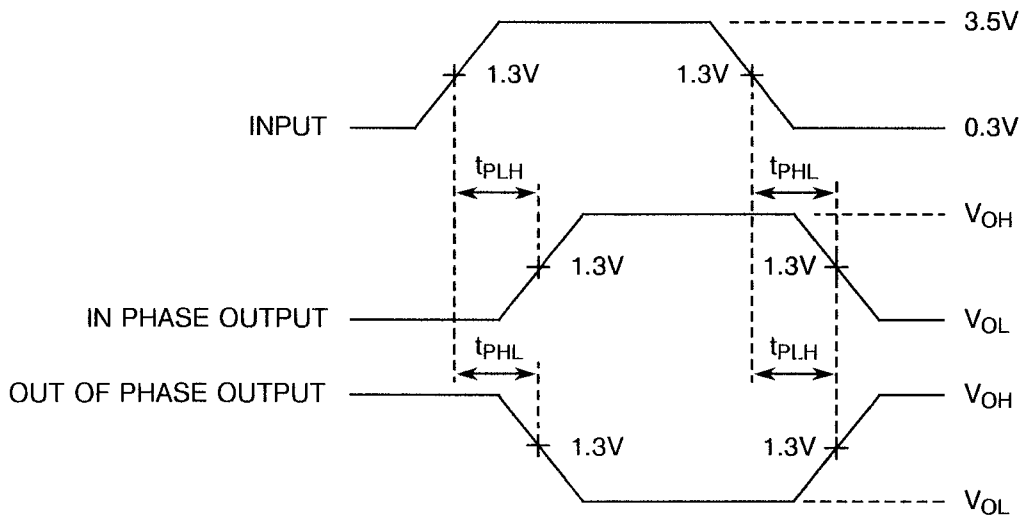 3.5V
1.3V 1.3V
INPUT 0.3V
tPLH tPHL
VOH
1.3V 1.3V
IN PHASE OUTPUT VOL
tPHL tPLH
OUT OF PHASE OUTPUT VOH
1.3V 1.3V
VOL